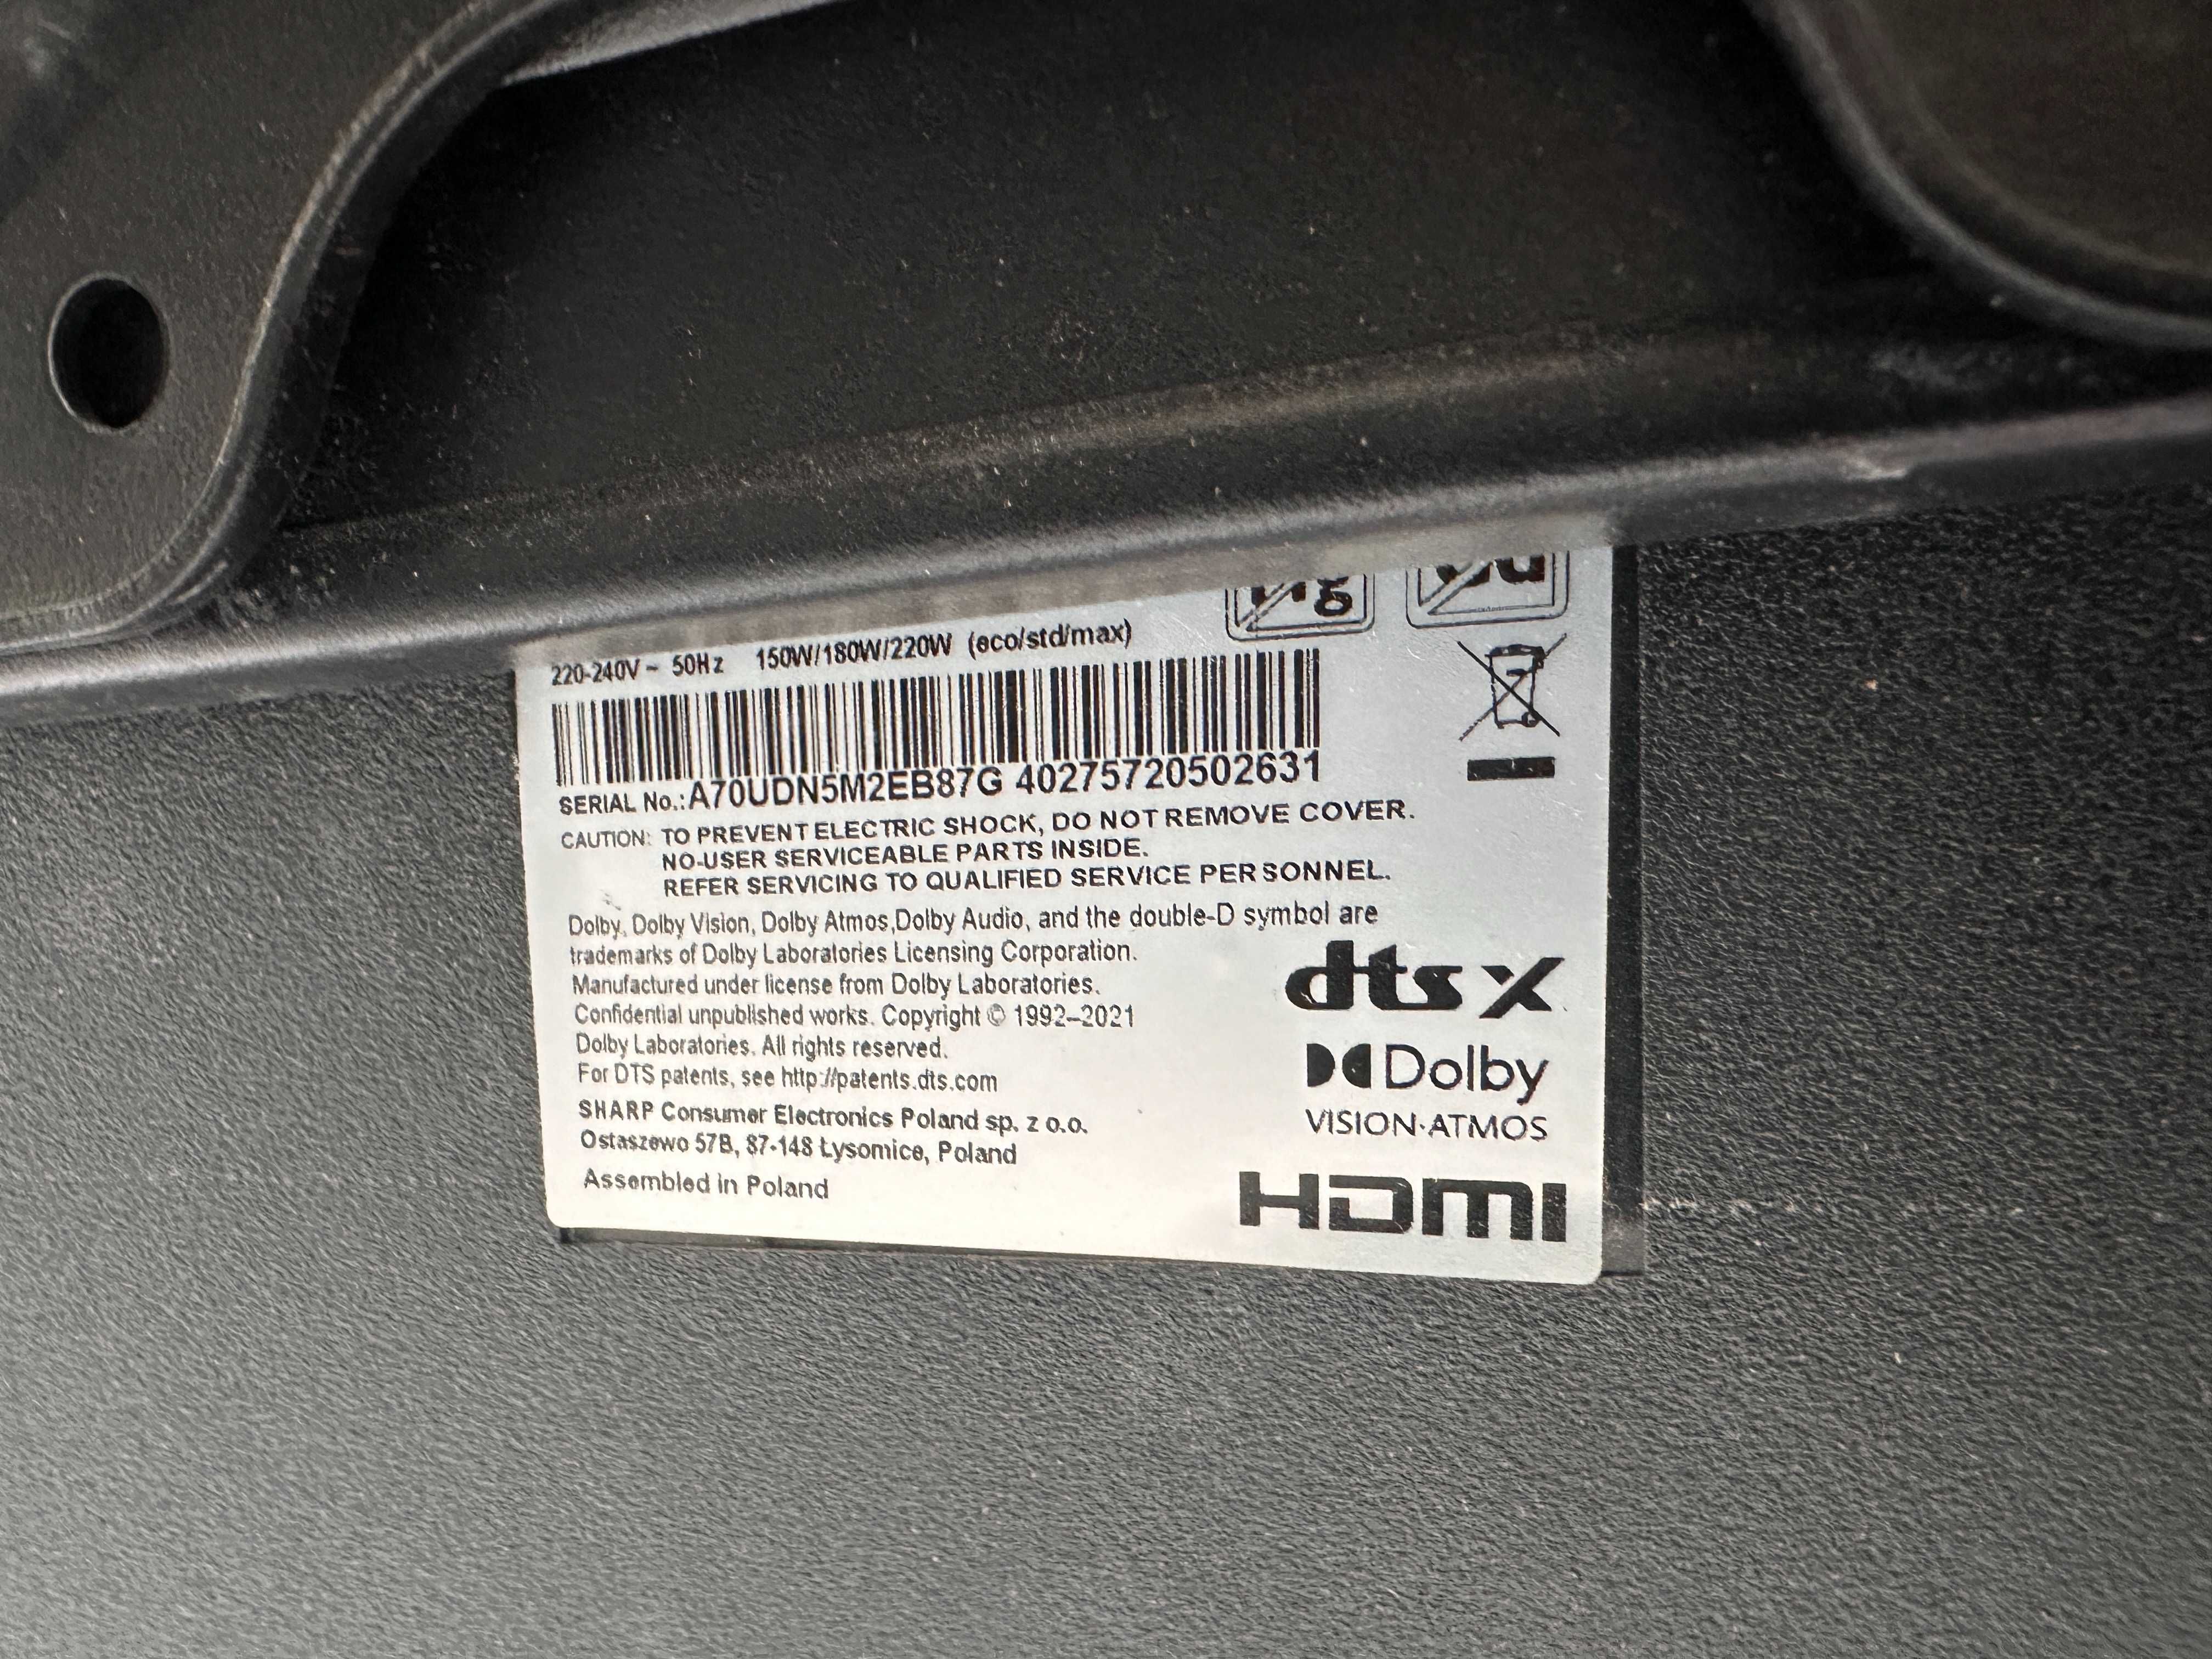 220-240V ~ 50Hz 150W/180W/220W (eco/std/max)
SERIAL No.: A70UDN5M2EB87G 40275720502631
CAUTION: TO PREVENT ELECTRIC SHOCK, DO NOT REMOVE COVER.
NO-USER SERVICEABLE PARTS INSIDE.
REFER SERVICING TO QUALIFIED SERVICE PERSONNEL.
Dolby, Dolby Vision, Dolby Atmos,Dolby Audio, and the double-D symbol are
trademarks of Dolby Laboratories Licensing Corporation.
Manufactured under license from Dolby Laboratories.
Confidential unpublished works. Copyright © 1992–2021
Dolby Laboratories. All rights reserved.
For DTS patents, see http://patents.dts.com
SHARP Consumer Electronics Poland sp. z o.o.
Ostaszewo 57B, 87-148 Łysomice, Poland
Assembled in Poland
dts x
Dolby
VISION·ATMOS
HDMI